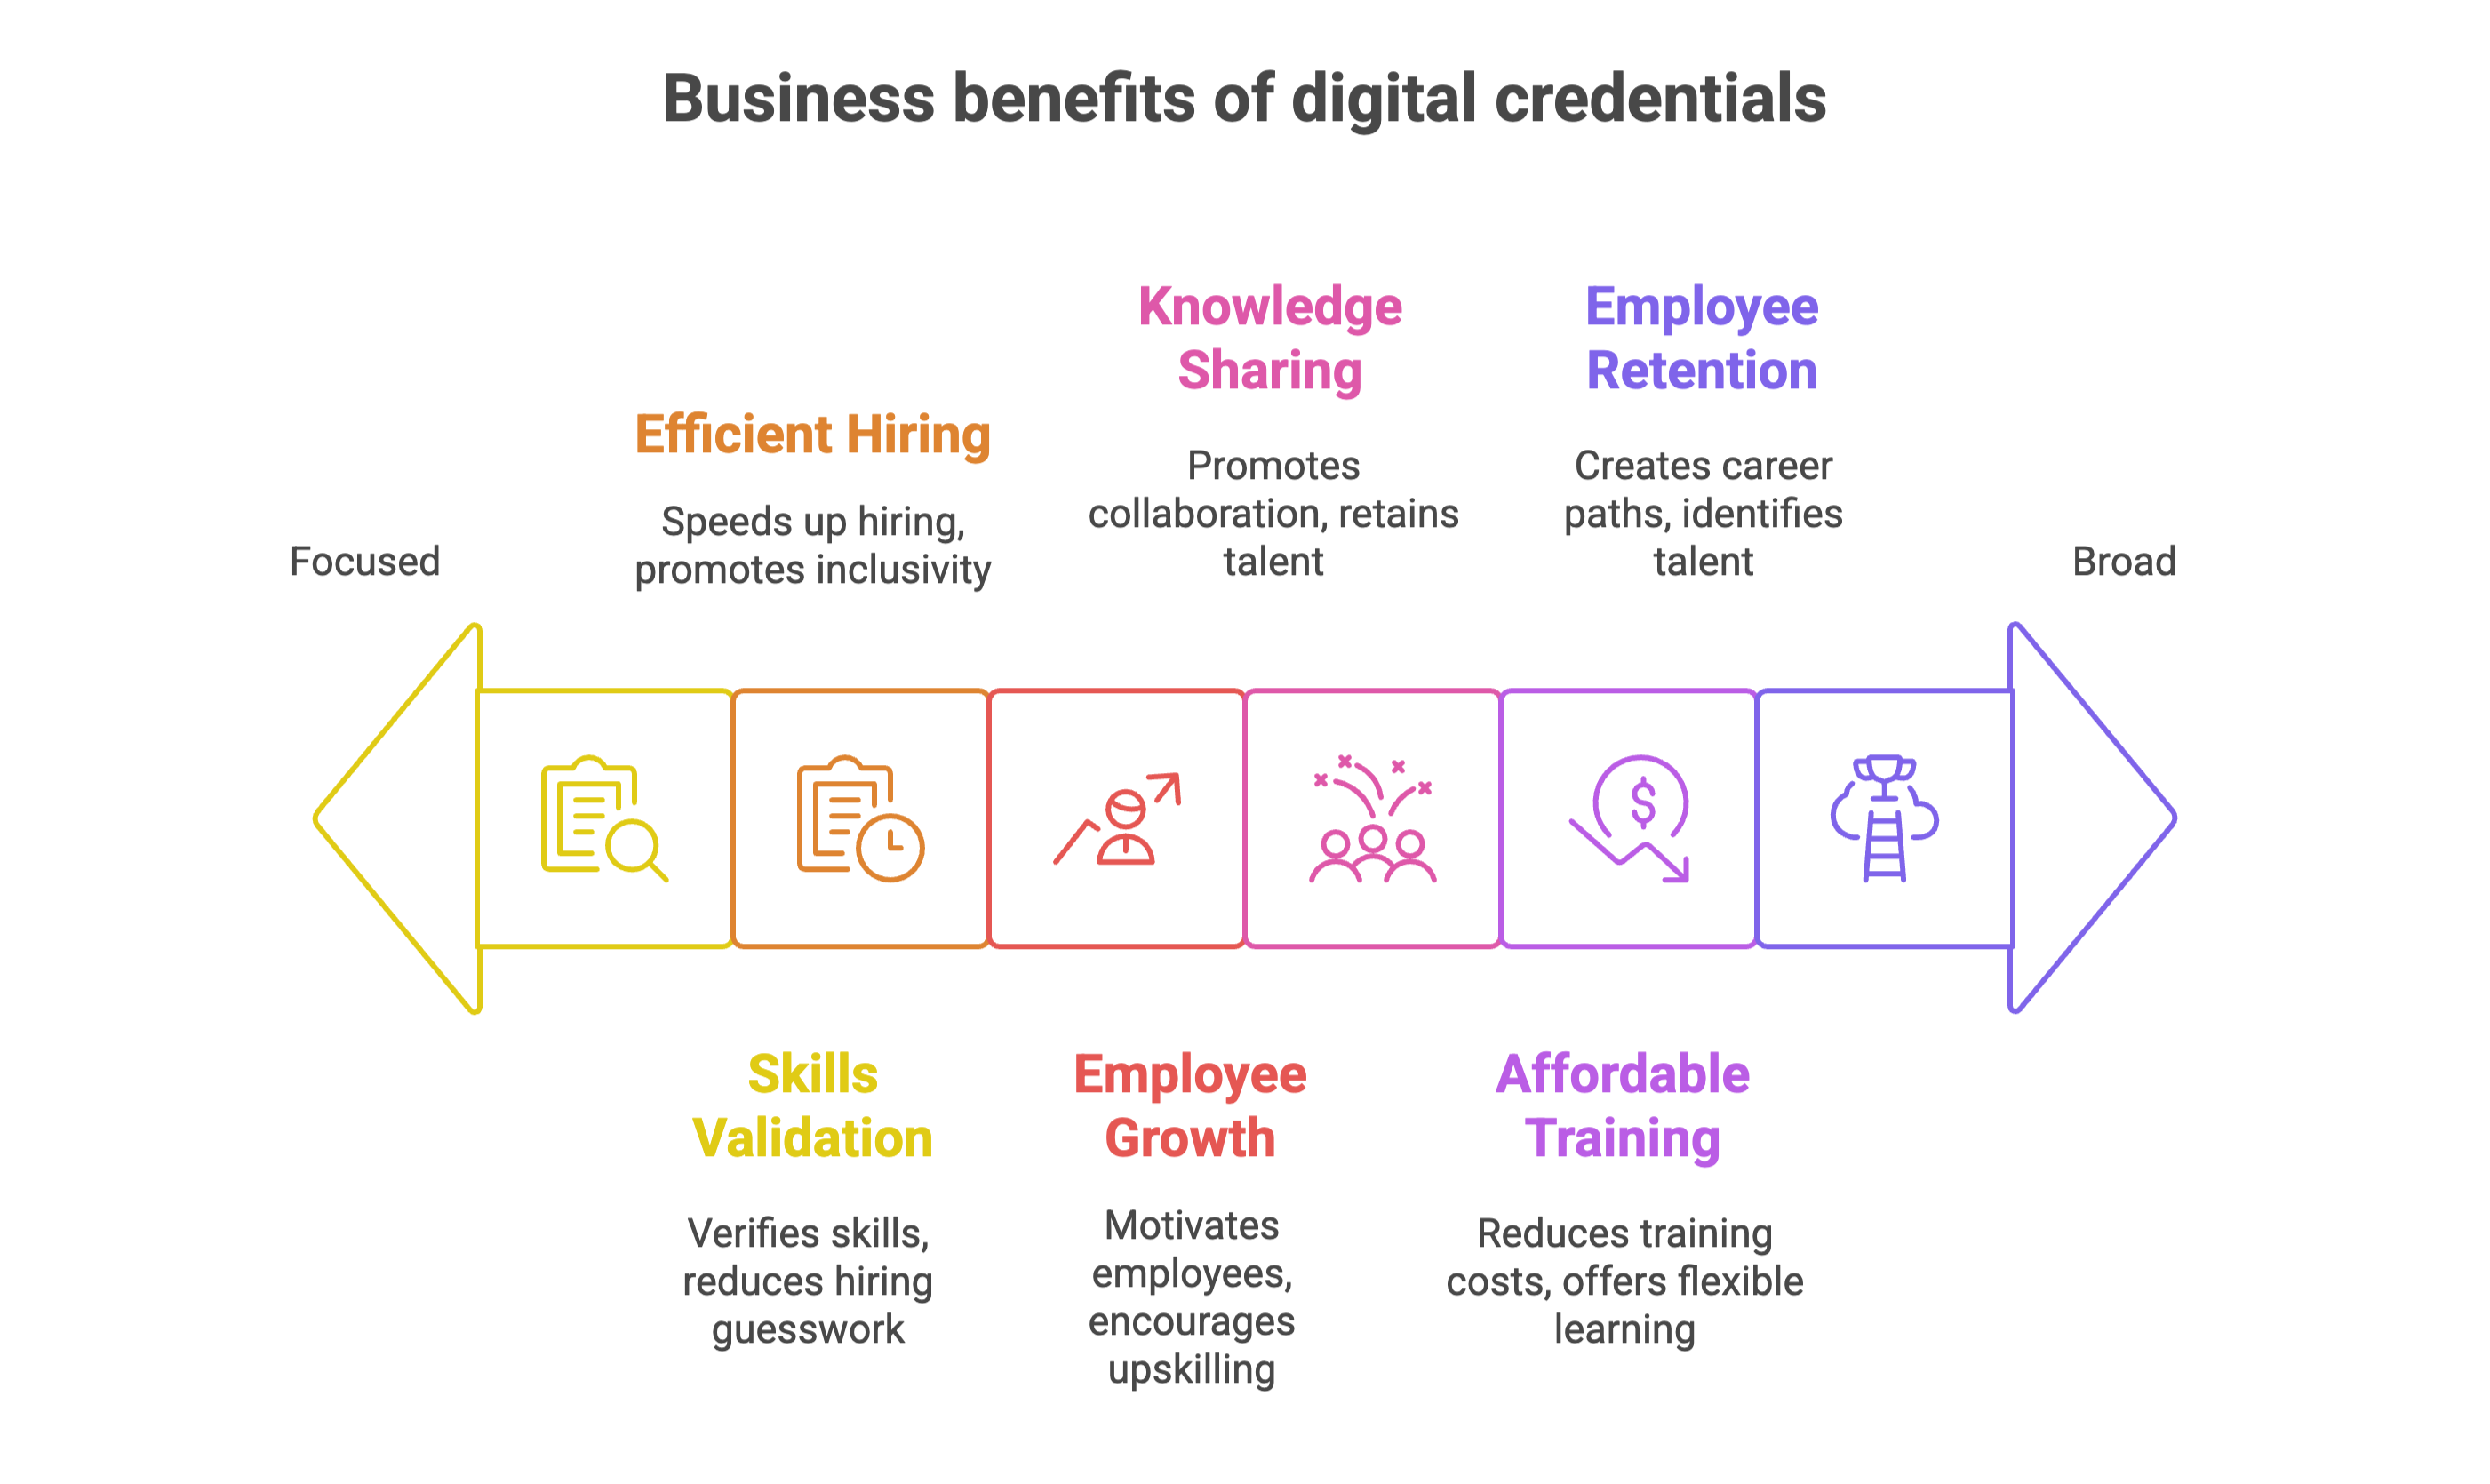 Business benefits of digital credentials
Focused
Efficient Hiring
Speeds up hiring,
promotes inclusivity
Knowledge
Sharing
Promotes
collaboration, retains
talent
Employee
Retention
Creates career
paths, identifies
talent
Broad
Skills
Validation
Verifies skills,
reduces hiring
guesswork
Employee
Growth
Motivates
employees,
encourages
upskilling
Affordable
Training
Reduces training
costs, offers flexible
learning